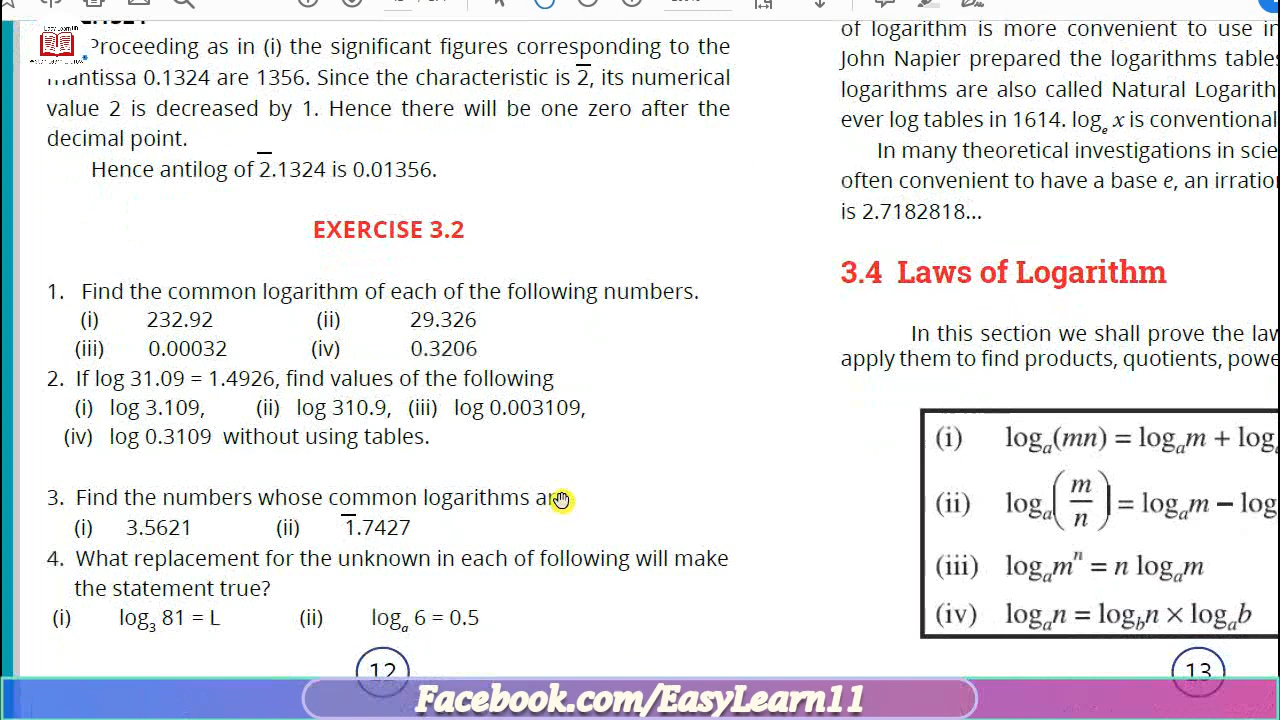 Proceeding as in (i) the significant figures corresponding to the
mantissa 0.1324 are 1356. Since the characteristic is 2̅, its numerical
value 2 is decreased by 1. Hence there will be one zero after the
decimal point.
Hence antilog of 2̅.1324 is 0.01356.
EXERCISE 3.2
1. Find the common logarithm of each of the following numbers.
(i) 232.92 (ii) 29.326
(iii) 0.00032 (iv) 0.3206
2. If log 31.09 = 1.4926, find values of the following
(i) log 3.109, (ii) log 310.9, (iii) log 0.003109,
(iv) log 0.3109 without using tables.
3. Find the numbers whose common logarithms are
(i) 3.5621 (ii) 1̅.7427
4. What replacement for the unknown in each of following will make
the statement true?
(i) log₃ 81 = L (ii) logₐ 6 = 0.5
12
of logarithm is more convenient to use in
John Napier prepared the logarithms tables
logarithms are also called Natural Logarith
ever log tables in 1614. logₑ x is conventional
In many theoretical investigations in scie
often convenient to have a base e, an irratio
is 2.7182818...
3.4 Laws of Logarithm
In this section we shall prove the law
apply them to find products, quotients, powe
(i) logₐ(mn) = logₐm + log
(ii) logₐ(m/n) = logₐm – log
(iii) logₐmⁿ = n logₐm
(iv) logₐn = log_b n × logₐb
13
Facebook.com/EasyLearn11